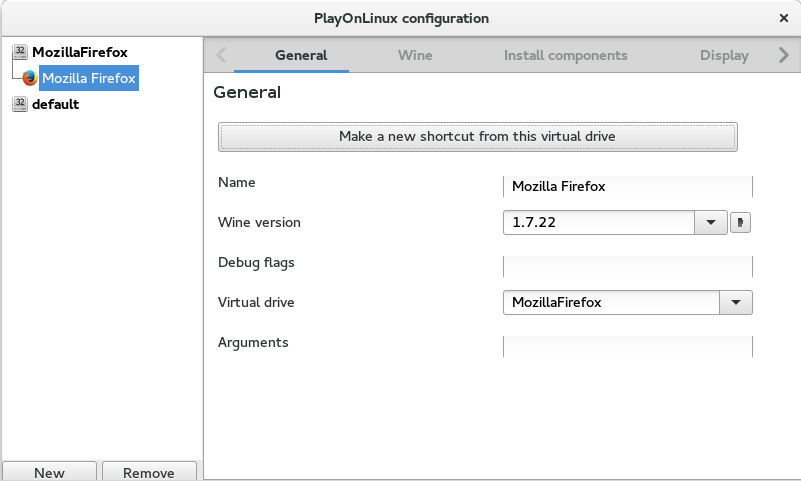 PlayOnLinux configuration
32 MozillaFirefox
Mozilla Firefox
32 default
New Remove
General Wine Install components Display
General
Make a new shortcut from this virtual drive
Name Mozilla Firefox
Wine version 1.7.22
Debug flags
Virtual drive MozillaFirefox
Arguments